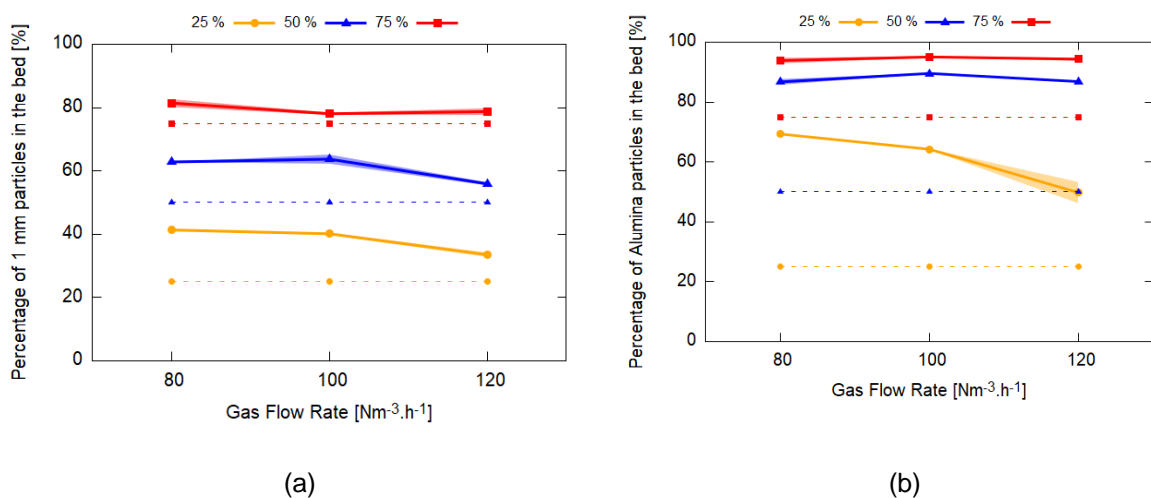 25 % 50 % 75 %
Percentage of 1 mm particles in the bed [%]
100
80
60
40
20
0
80 100 120
Gas Flow Rate [Nm-3.h-1]
(a)
25 % 50 % 75 %
Percentage of Alumina particles in the bed [%]
100
80
60
40
20
0
80 100 120
Gas Flow Rate [Nm-3.h-1]
(b)